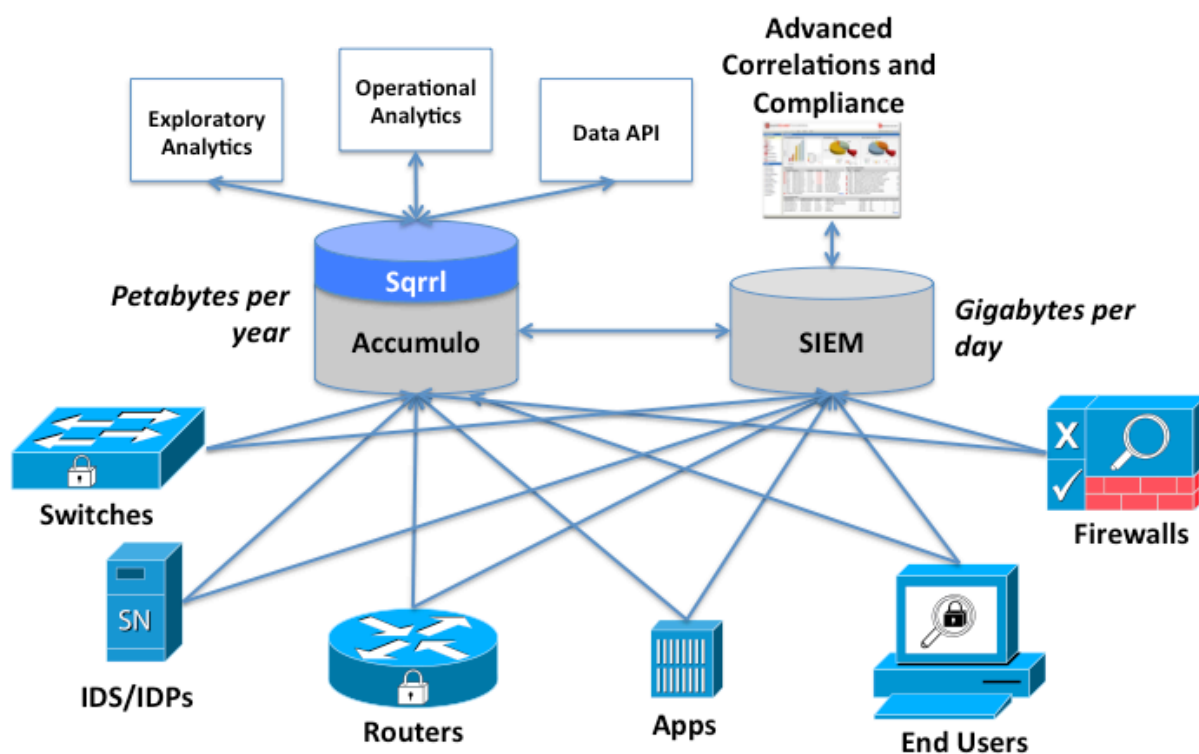 Advanced
Correlations and
Compliance
Operational
Analytics
Exploratory
Analytics
Data API
Sqrrl
Petabytes per
year
Accumulo
SIEM
Gigabytes per
day
X
Switches
Firewalls
SN
IDS/IDPs
Routers
Apps
End Users